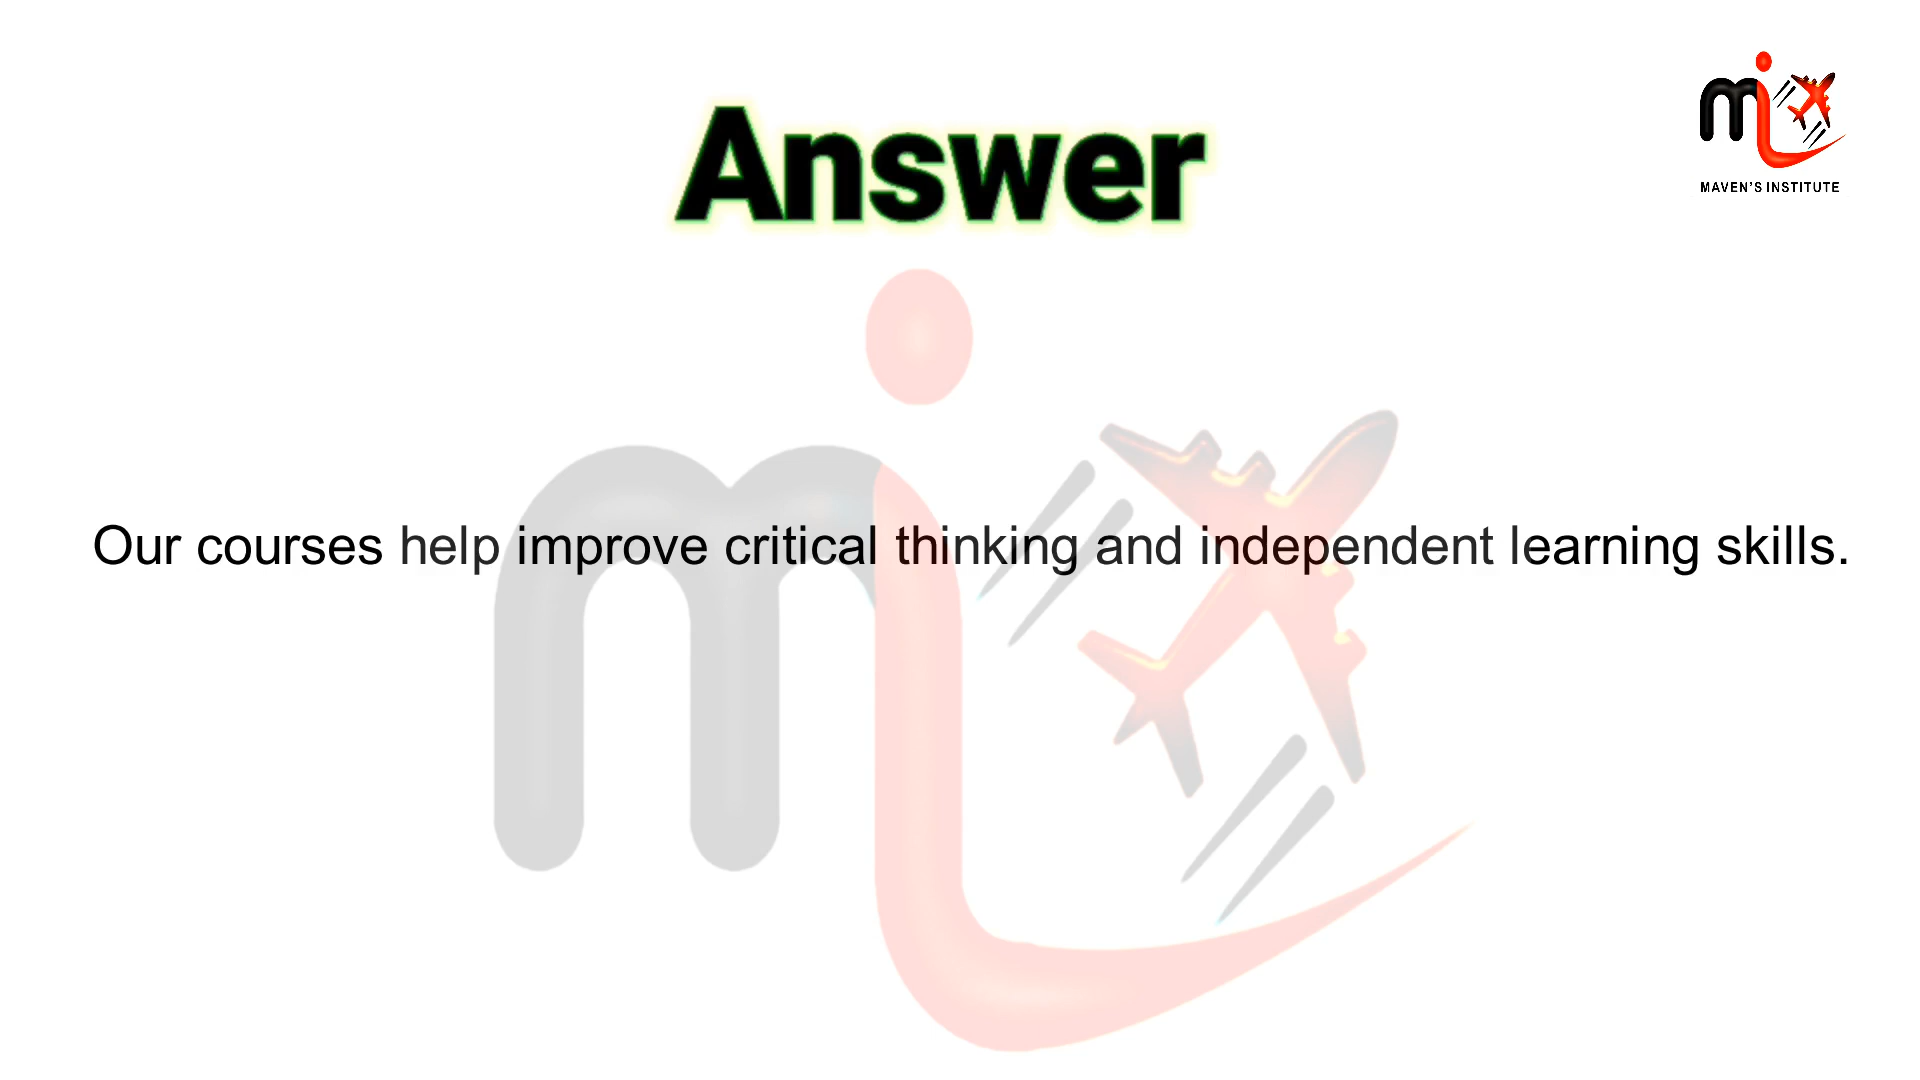 Answer
MAVEN'S INSTITUTE
Our courses help improve critical thinking and independent learning skills.